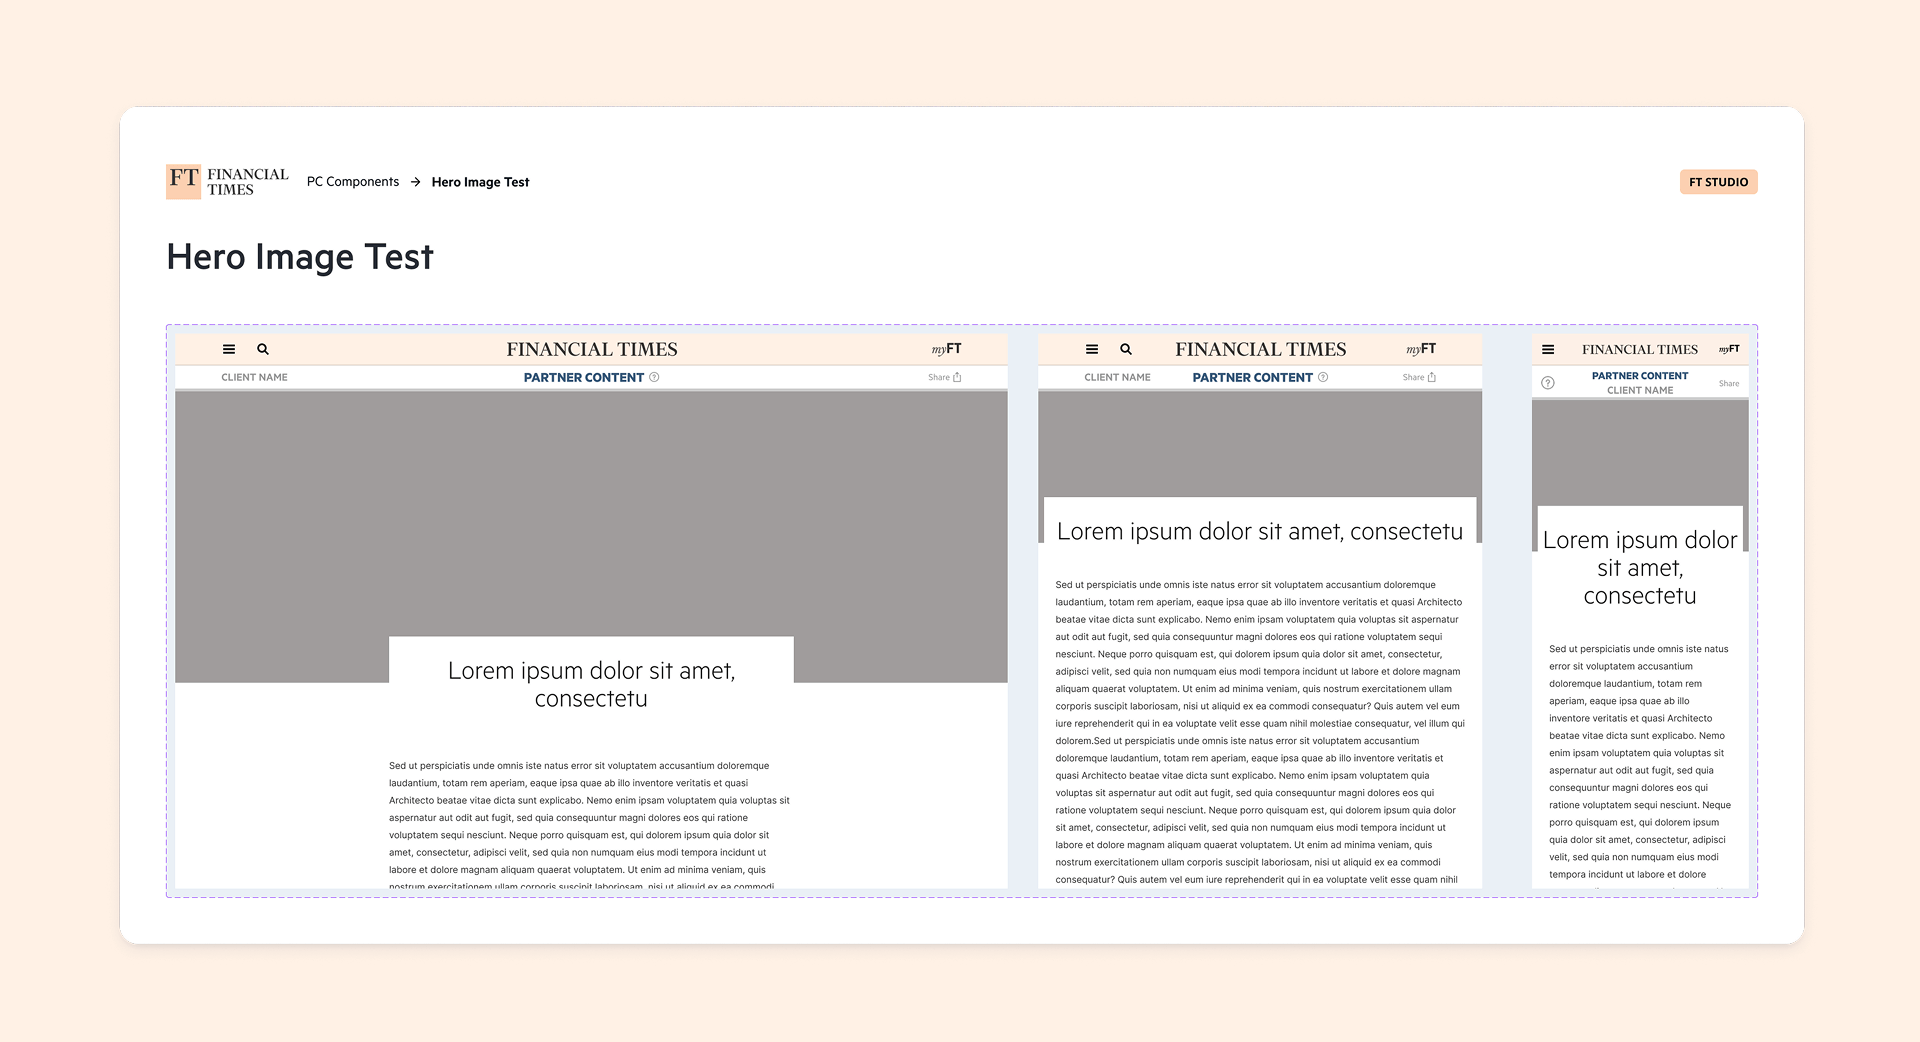 FT FINANCIAL
TIMES
PC Components → Hero Image Test
FT STUDIO
Hero Image Test
FINANCIAL TIMES
myFT
CLIENT NAME
PARTNER CONTENT ?
Share
Lorem ipsum dolor sit amet,
consectetu
Sed ut perspiciatis unde omnis iste natus error sit voluptatem accusantium doloremque
laudantium, totam rem aperiam, eaque ipsa quae ab illo inventore veritatis et quasi
Architecto beatae vitae dicta sunt explicabo. Nemo enim ipsam voluptatem quia voluptas sit
aspernatur aut odit aut fugit, sed quia consequuntur magni dolores eos qui ratione
voluptatem sequi nesciunt. Neque porro quisquam est, qui dolorem ipsum quia dolor sit
amet, consectetur, adipisci velit, sed quia non numquam eius modi tempora incidunt ut
labore et dolore magnam aliquam quaerat voluptatem. Ut enim ad minima veniam, quis
nostrum exercitationem ullam corporis suscipit laboriosam, nisi ut aliquid ex ea commodi
FINANCIAL TIMES
myFT
CLIENT NAME
PARTNER CONTENT ?
Share
Lorem ipsum dolor sit amet, consectetu
Sed ut perspiciatis unde omnis iste natus error sit voluptatem accusantium doloremque
laudantium, totam rem aperiam, eaque ipsa quae ab illo inventore veritatis et quasi Architecto
beatae vitae dicta sunt explicabo. Nemo enim ipsam voluptatem quia voluptas sit aspernatur
aut odit aut fugit, sed quia consequuntur magni dolores eos qui ratione voluptatem sequi
nesciunt. Neque porro quisquam est, qui dolorem ipsum quia dolor sit amet, consectetur,
adipisci velit, sed quia non numquam eius modi tempora incidunt ut labore et dolore magnam
aliquam quaerat voluptatem. Ut enim ad minima veniam, quis nostrum exercitationem ullam
corporis suscipit laboriosam, nisi ut aliquid ex ea commodi consequatur? Quis autem vel eum
iure reprehenderit qui in ea voluptate velit esse quam nihil molestiae consequatur, vel illum qui
dolorem.Sed ut perspiciatis unde omnis iste natus error sit voluptatem accusantium
doloremque laudantium, totam rem aperiam, eaque ipsa quae ab illo inventore veritatis et
quasi Architecto beatae vitae dicta sunt explicabo. Nemo enim ipsam voluptatem quia
voluptas sit aspernatur aut odit aut fugit, sed quia consequuntur magni dolores eos qui
ratione voluptatem sequi nesciunt. Neque porro quisquam est, qui dolorem ipsum quia dolor
sit amet, consectetur, adipisci velit, sed quia non numquam eius modi tempora incidunt ut
labore et dolore magnam aliquam quaerat voluptatem. Ut enim ad minima veniam, quis
nostrum exercitationem ullam corporis suscipit laboriosam, nisi ut aliquid ex ea commodi
consequatur? Quis autem vel eum iure reprehenderit qui in ea voluptate velit esse quam nihil
FINANCIAL TIMES
myFT
?
PARTNER CONTENT
CLIENT NAME
Share
Lorem ipsum dolor
sit amet,
consectetu
Sed ut perspiciatis unde omnis iste natus
error sit voluptatem accusantium
doloremque laudantium, totam rem
aperiam, eaque ipsa quae ab illo
inventore veritatis et quasi Architecto
beatae vitae dicta sunt explicabo. Nemo
enim ipsam voluptatem quia voluptas sit
aspernatur aut odit aut fugit, sed quia
consequuntur magni dolores eos qui
ratione voluptatem sequi nesciunt. Neque
porro quisquam est, qui dolorem ipsum
quia dolor sit amet, consectetur, adipisci
velit, sed quia non numquam eius modi
tempora incidunt ut labore et dolore